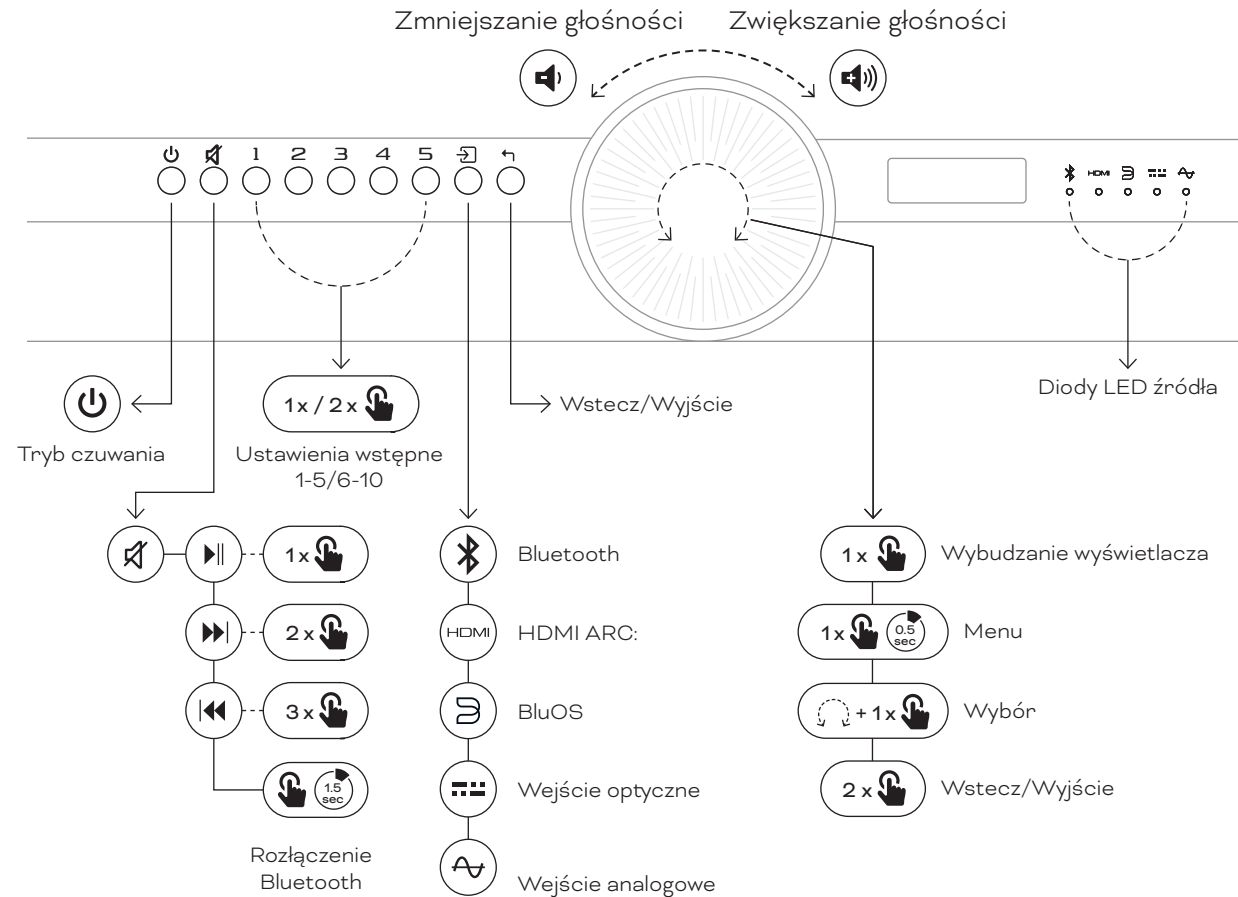 Zmniejszanie głośności Zwiększanie głośności
1 2 3 4 5
HDMI
Diody LED źródła
1x / 2x
Wstecz/Wyjście
Tryb czuwania
Ustawienia wstępne
1-5/6-10
1x
Bluetooth
1x
Wybudzanie wyświetlacza
2x
HDMI
HDMI ARC:
1x 0.5 sec
Menu
3x
BluOS
+ 1x
Wybór
1.5 sec
Wejście optyczne
2x
Wstecz/Wyjście
Rozłączenie
Bluetooth
Wejście analogowe